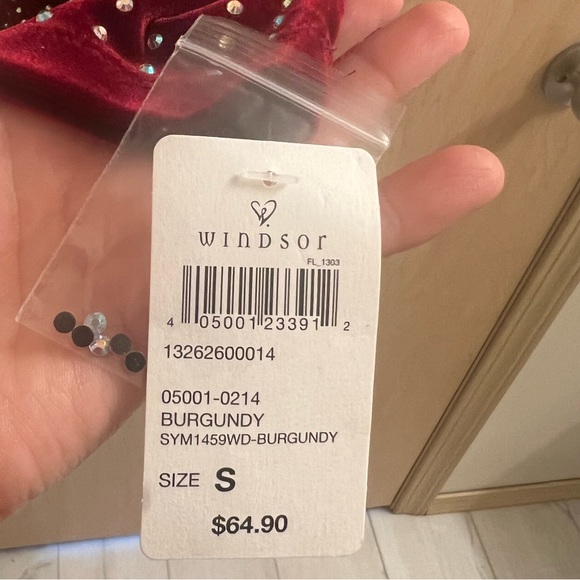 WINDSOR
FL_1303
4 05001 23391 2
13262600014
05001-0214
BURGUNDY
SYM1459WD-BURGUNDY
SIZE S
$64.90